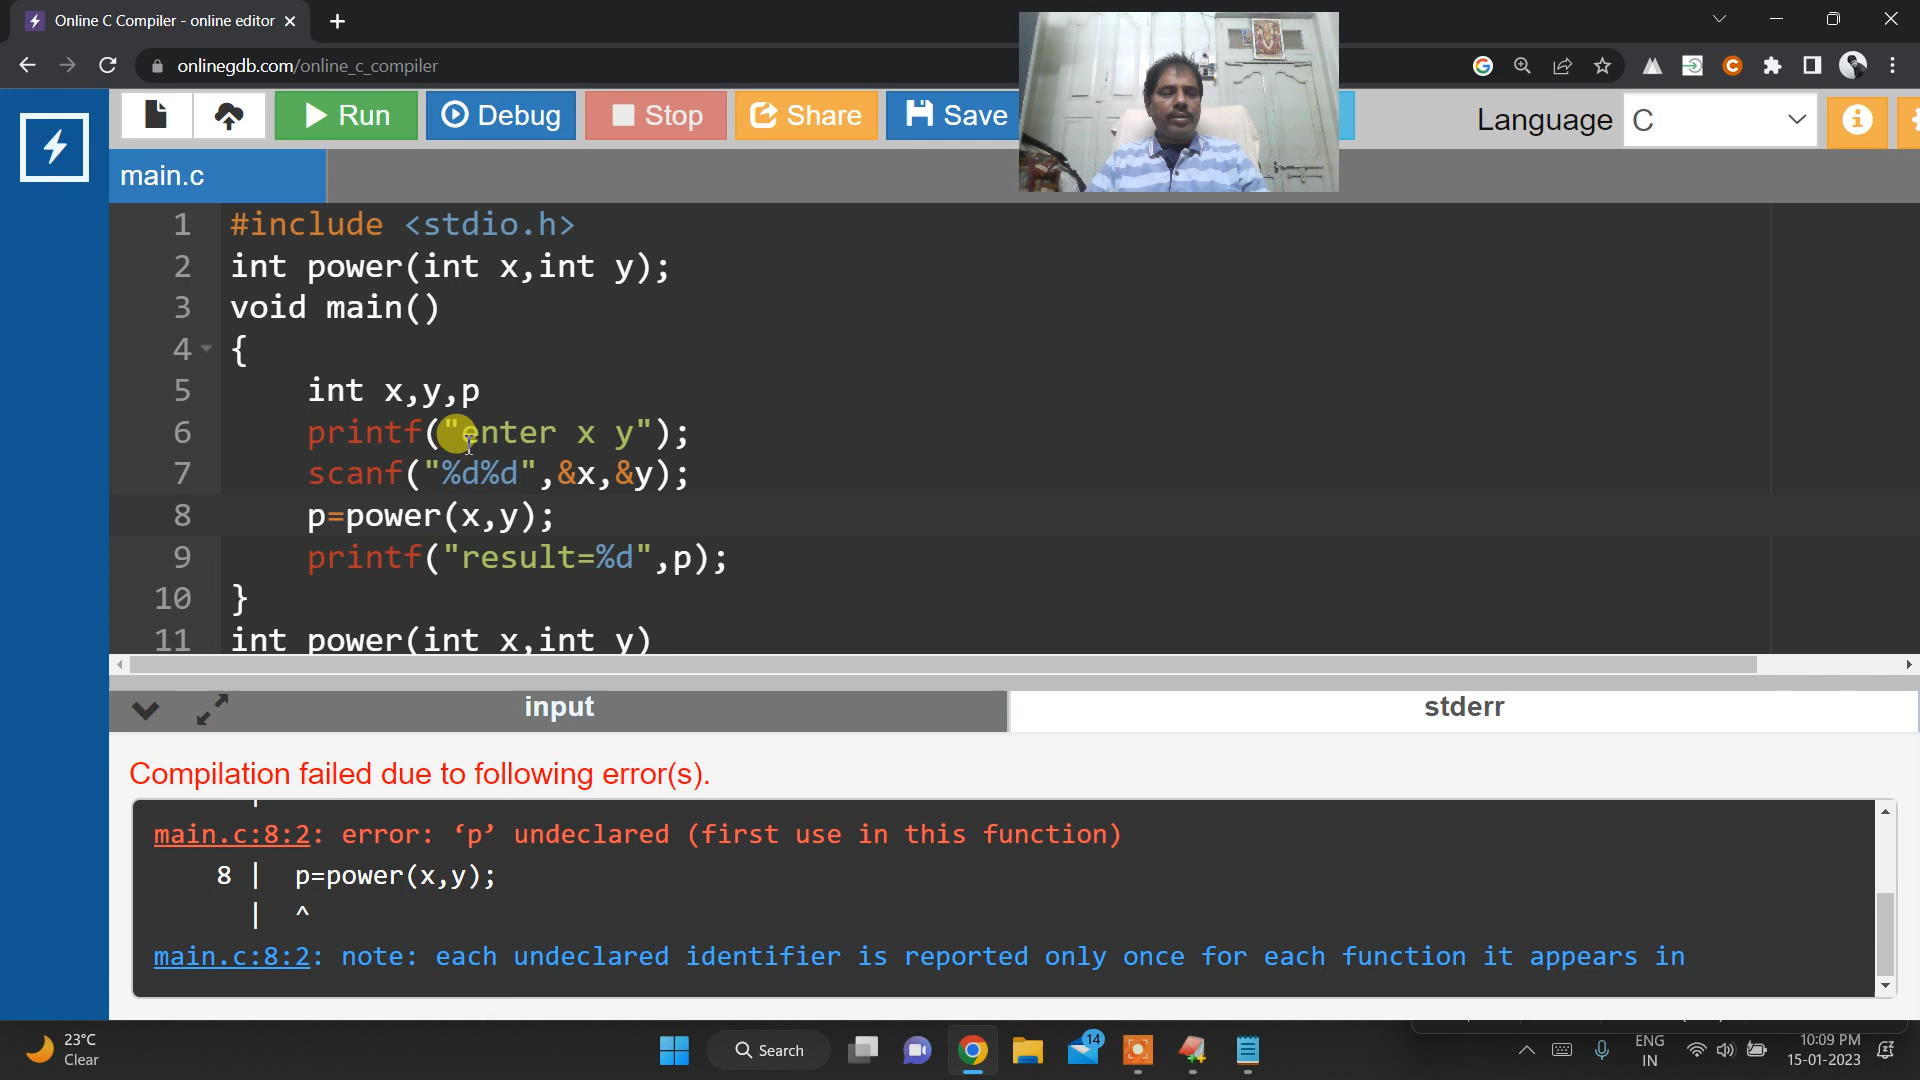 Online C Compiler - online editor
onlinegdb.com/online_c_compiler
Run
Debug
Stop
Share
Save
Language C
main.c
1 #include <stdio.h>
2 int power(int x,int y);
3 void main()
4 {
5 int x,y,p
6 printf("enter x y");
7 scanf("%d%d",&x,&y);
8 p=power(x,y);
9 printf("result=%d",p);
10 }
11 int power(int x,int y)
input
stderr
Compilation failed due to following error(s).
main.c:8:2: error: ‘p’ undeclared (first use in this function)
8 | p=power(x,y);
| ^
main.c:8:2: note: each undeclared identifier is reported only once for each function it appears in
23°C
Clear
Search
14
ENG
IN
10:09 PM
15-01-2023